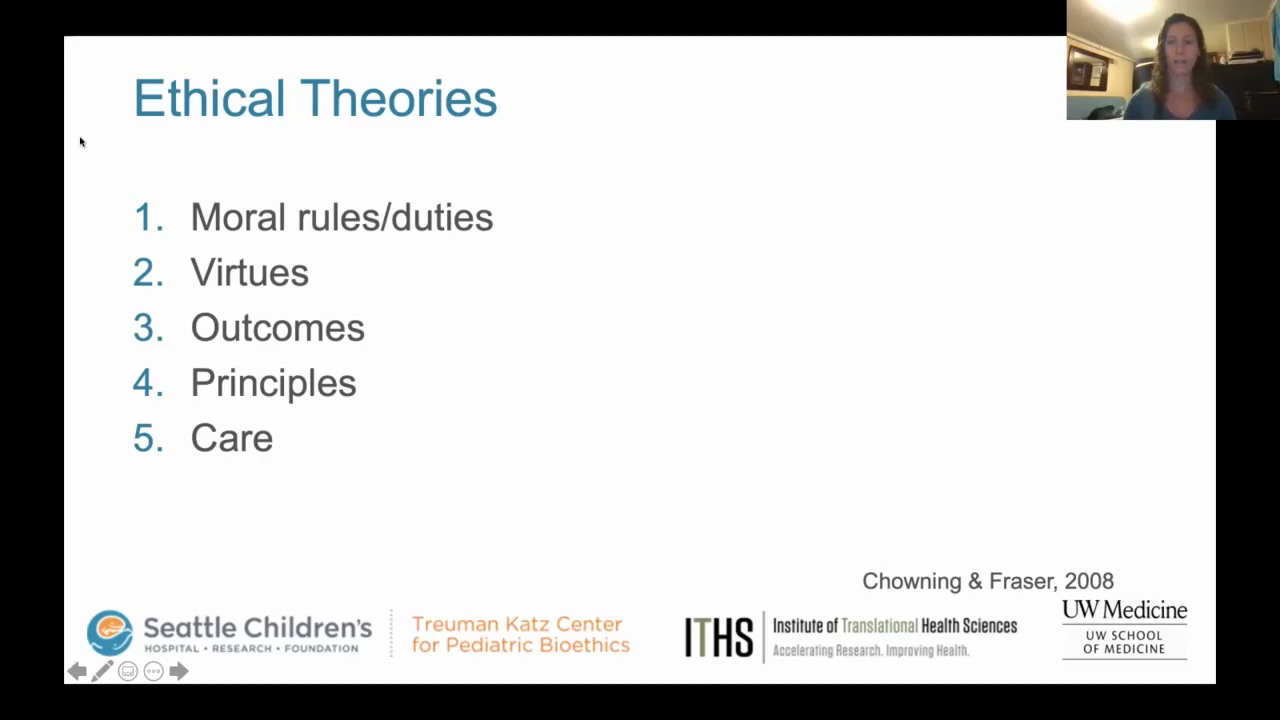 Ethical Theories
1. Moral rules/duties
2. Virtues
3. Outcomes
4. Principles
5. Care
Chowning & Fraser, 2008
Seattle Children's
HOSPITAL • RESEARCH • FOUNDATION
Treuman Katz Center
for Pediatric Bioethics
ITHS
Institute of Translational Health Sciences
Accelerating Research. Improving Health.
UW Medicine
UW SCHOOL
OF MEDICINE